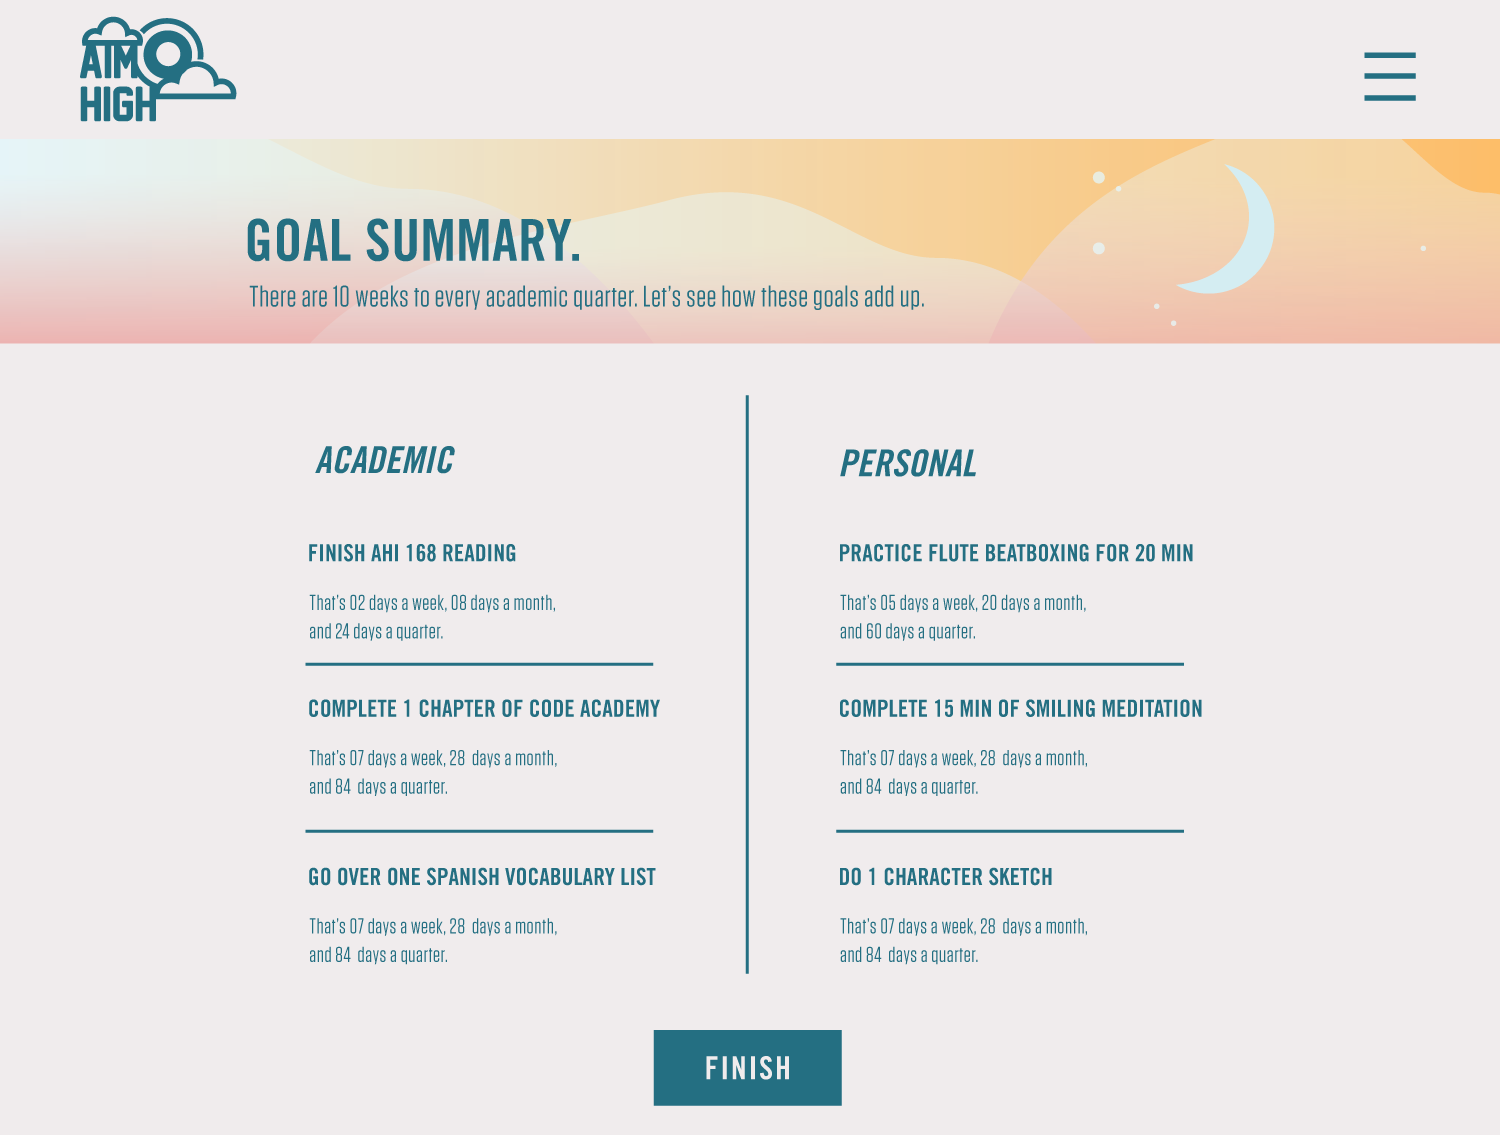 AIM
HIGH
GOAL SUMMARY.
There are 10 weeks to every academic quarter. Let's see how these goals add up.
ACADEMIC
FINISH AHI 168 READING
That's 02 days a week, 08 days a month,
and 24 days a quarter.
COMPLETE 1 CHAPTER OF CODE ACADEMY
That's 07 days a week, 28 days a month,
and 84 days a quarter.
GO OVER ONE SPANISH VOCABULARY LIST
That's 07 days a week, 28 days a month,
and 84 days a quarter.
PERSONAL
PRACTICE FLUTE BEATBOXING FOR 20 MIN
That's 05 days a week, 20 days a month,
and 60 days a quarter.
COMPLETE 15 MIN OF SMILING MEDITATION
That's 07 days a week, 28 days a month,
and 84 days a quarter.
DO 1 CHARACTER SKETCH
That's 07 days a week, 28 days a month,
and 84 days a quarter.
FINISH